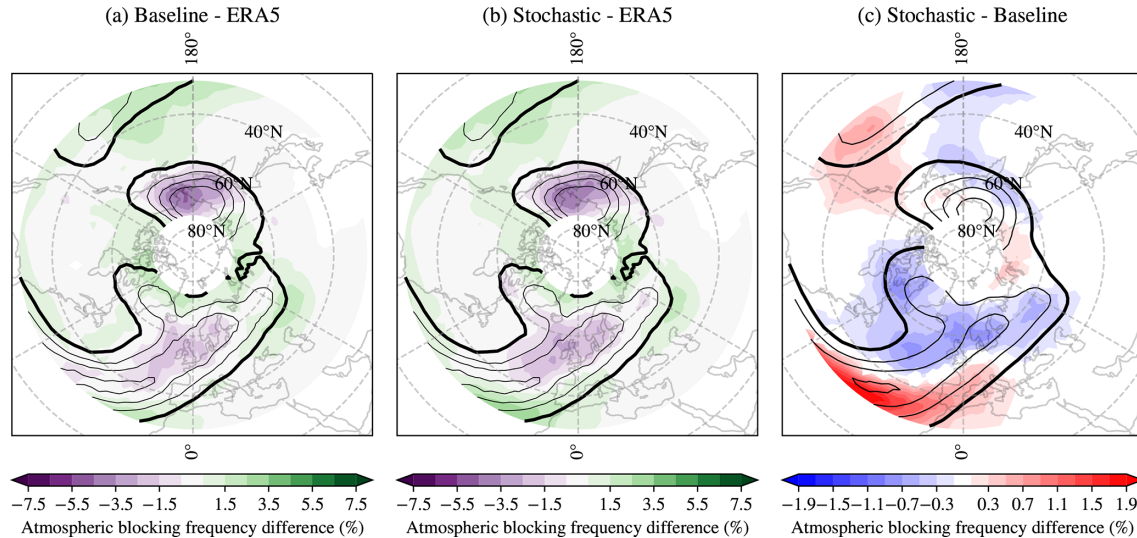 (a) Baseline - ERA5
(b) Stochastic - ERA5
(c) Stochastic - Baseline
180°
180°
180°
40°N
40°N
40°N
60°N
60°N
60°N
80°N
80°N
80°N
0°
0°
0°
−7.5 −5.5 −3.5 −1.5 1.5 3.5 5.5 7.5
−7.5 −5.5 −3.5 −1.5 1.5 3.5 5.5 7.5
−1.9 −1.5 −1.1 −0.7 −0.3 0.3 0.7 1.1 1.5 1.9
Atmospheric blocking frequency difference (%)
Atmospheric blocking frequency difference (%)
Atmospheric blocking frequency difference (%)